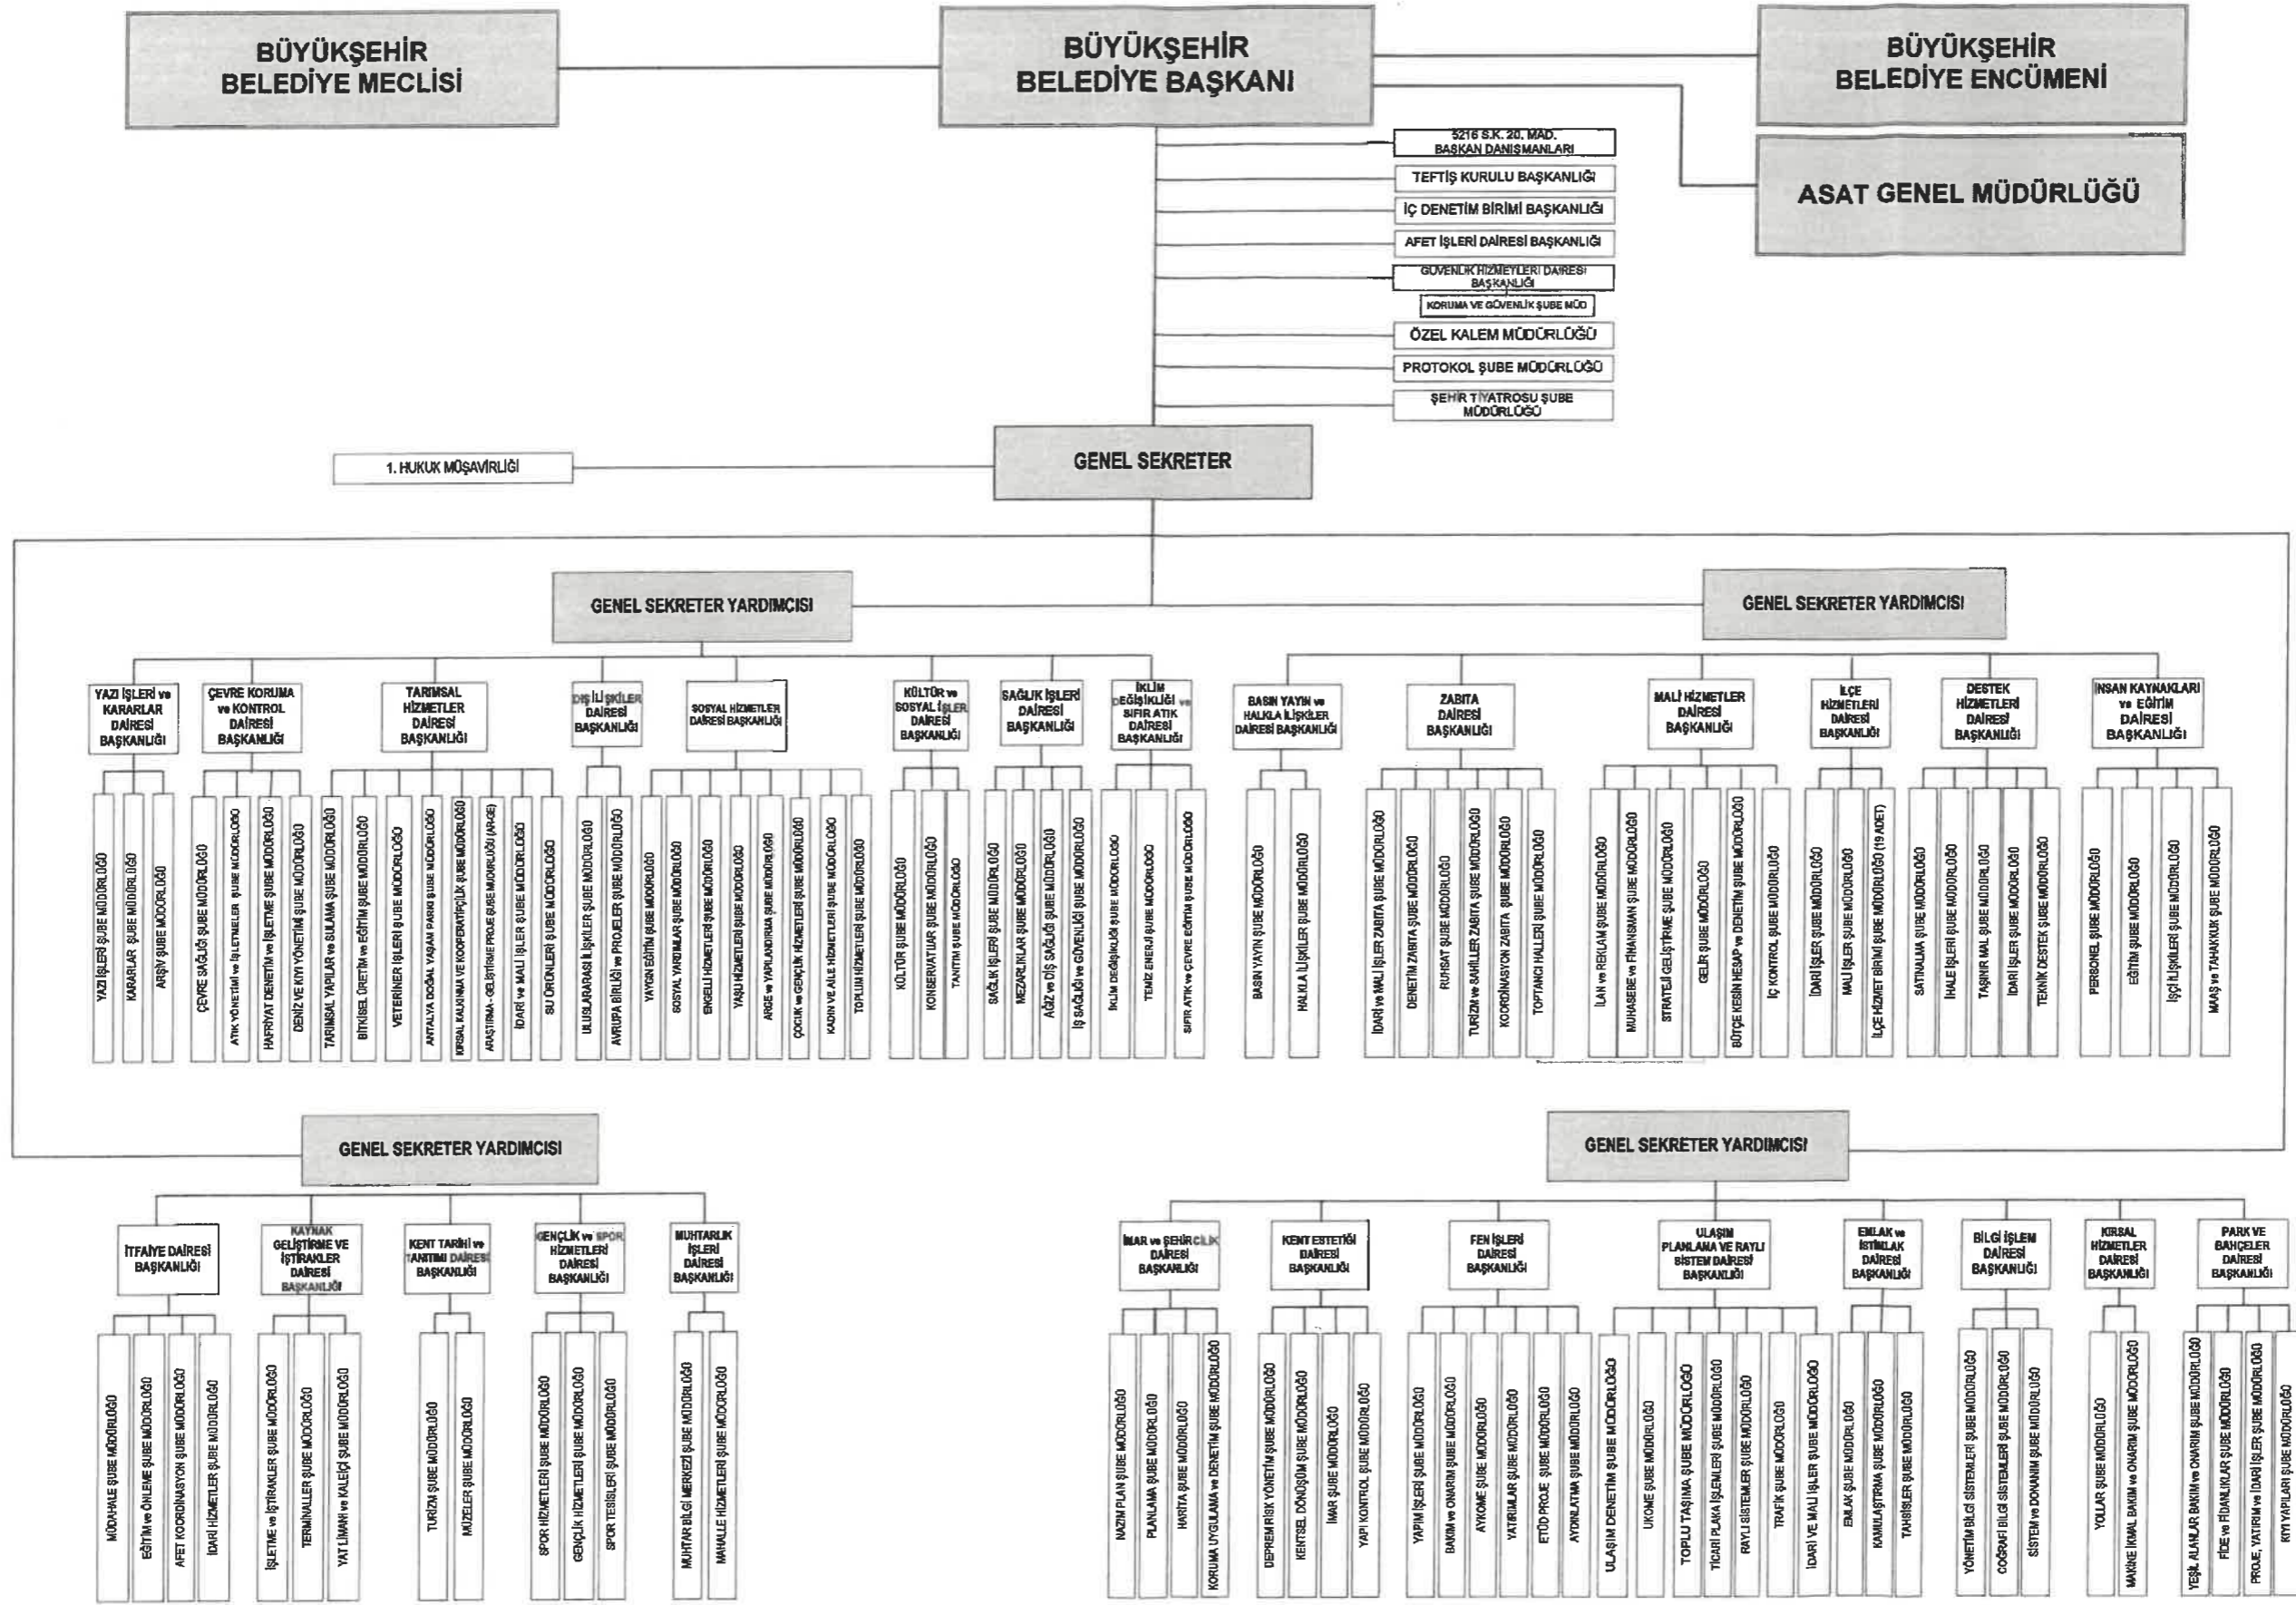 BÜYÜKŞEHİR
BELEDİYE MECLİSİ
BÜYÜKŞEHİR
BELEDİYE BAŞKANI
BÜYÜKŞEHİR
BELEDİYE ENCÜMENİ
ASAT GENEL MÜDÜRLÜĞÜ
5216 S.K. 20. MAD.
BAŞKAN DANIŞMANLARI
TEFTİŞ KURULU BAŞKANLIĞI
İÇ DENETİM BİRİMİ BAŞKANLIĞI
AFET İŞLERİ DAİRESİ BAŞKANLIĞI
GÜVENLİK HİZMETLERİ DAİRESİ
BAŞKANLIĞI
KORUMA VE GÜVENLİK ŞUBE MÜD
ÖZEL KALEM MÜDÜRLÜĞÜ
PROTOKOL ŞUBE MÜDÜRLÜĞÜ
ŞEHİR TİYATROSU ŞUBE
MÜDÜRLÜĞÜ
1. HUKUK MÜŞAVİRLİĞİ
GENEL SEKRETER
GENEL SEKRETER YARDIMCISI
GENEL SEKRETER YARDIMCISI
YAZI İŞLERİ ve
KARARLAR
DAİRESİ
BAŞKANLIĞI
ÇEVRE KORUMA
ve KONTROL
DAİRESİ
BAŞKANLIĞI
TARIMSAL
HİZMETLER
DAİRESİ
BAŞKANLIĞI
DIŞ İLİŞKİLER
DAİRESİ
BAŞKANLIĞI
SOSYAL HİZMETLER
DAİRESİ BAŞKANLIĞI
KÜLTÜR ve
SOSYAL İŞLER
DAİRESİ
BAŞKANLIĞI
SAĞLIK İŞLERİ
DAİRESİ
BAŞKANLIĞI
İKLİM
DEĞİŞİKLİĞİ ve
SIFIR ATIK
DAİRESİ
BAŞKANLIĞI
BASIN YAYIN ve
HALKLA İLİŞKİLER
DAİRESİ BAŞKANLIĞI
ZABITA
DAİRESİ
BAŞKANLIĞI
MALİ HİZMETLER
DAİRESİ
BAŞKANLIĞI
İLÇE
HİZMETLERİ
DAİRESİ
BAŞKANLIĞI
DESTEK
HİZMETLERİ
DAİRESİ
BAŞKANLIĞI
İNSAN KAYNAKLARI
ve EĞİTİM
DAİRESİ
BAŞKANLIĞI
YAZI İŞLERİ ŞUBE MÜDÜRLÜĞÜ
KARARLAR ŞUBE MÜDÜRLÜĞÜ
ARŞİV ŞUBE MÜDÜRLÜĞÜ
ÇEVRE SAĞLIĞI ŞUBE MÜDÜRLÜĞÜ
ATIK YÖNETİMİ ve İŞLETMELER ŞUBE MÜDÜRLÜĞÜ
HAFRİYAT DENETİM ve İŞLETME ŞUBE MÜDÜRLÜĞÜ
DENİZ VE KIYI YÖNETİMİ ŞUBE MÜDÜRLÜĞÜ
TARIMSAL YAPILAR ve SULAMA ŞUBE MÜDÜRLÜĞÜ
BİTKİSEL ÜRETİM ve EĞİTİM ŞUBE MÜDÜRLÜĞÜ
VETERİNER İŞLERİ ŞUBE MÜDÜRLÜĞÜ
ANTALYA DOĞAL YAŞAM PARKI ŞUBE MÜDÜRLÜĞÜ
KIRSAL KALKINMA VE KOOPERATİFÇİLİK ŞUBE MÜDÜRLÜĞÜ
ARAŞTIRMA - GELİŞTİRME PROJE ŞUBE MÜDÜRLÜĞÜ (AR-GE)
İDARİ ve MALİ İŞLER ŞUBE MÜDÜRLÜĞÜ
SU ÜRÜNLERİ ŞUBE MÜDÜRLÜĞÜ
ULUSLARARASI İLİŞKİLER ŞUBE MÜDÜRLÜĞÜ
AVRUPA BİRLİĞİ ve PROJELER ŞUBE MÜDÜRLÜĞÜ
YAYGIN EĞİTİM ŞUBE MÜDÜRLÜĞÜ
SOSYAL YARDIMLAR ŞUBE MÜDÜRLÜĞÜ
ENGELLİ HİZMETLERİ ŞUBE MÜDÜRLÜĞÜ
YAŞLI HİZMETLERİ ŞUBE MÜDÜRLÜĞÜ
ARGE ve YAPILANDIRMA ŞUBE MÜDÜRLÜĞÜ
ÇOCUK ve GENÇLİK HİZMETLERİ ŞUBE MÜDÜRLÜĞÜ
KADIN VE AİLE HİZMETLERİ ŞUBE MÜDÜRLÜĞÜ
TOPLUM HİZMETLERİ ŞUBE MÜDÜRLÜĞÜ
KÜLTÜR ŞUBE MÜDÜRLÜĞÜ
KONSERVATUAR ŞUBE MÜDÜRLÜĞÜ
TANITIM ŞUBE MÜDÜRLÜĞÜ
SAĞLIK İŞLERİ ŞUBE MÜDÜRLÜĞÜ
MEZARLIKLAR ŞUBE MÜDÜRLÜĞÜ
AĞIZ ve DİŞ SAĞLIĞI ŞUBE MÜDÜRLÜĞÜ
İŞ SAĞLIĞI ve GÜVENLİĞİ ŞUBE MÜDÜRLÜĞÜ
İKLİM DEĞİŞİKLİĞİ ŞUBE MÜDÜRLÜĞÜ
TEMİZ ENERJİ ŞUBE MÜDÜRLÜĞÜ
SIFIR ATIK ve ÇEVRE EĞİTİM ŞUBE MÜDÜRLÜĞÜ
BASIN YAYIN ŞUBE MÜDÜRLÜĞÜ
HALKLA İLİŞKİLER ŞUBE MÜDÜRLÜĞÜ
İDARİ ve MALİ İŞLER ZABITA ŞUBE MÜDÜRLÜĞÜ
DENETİM ZABITA ŞUBE MÜDÜRLÜĞÜ
RUHSAT ŞUBE MÜDÜRLÜĞÜ
TURİZM ve SAHİLLER ZABITA ŞUBE MÜDÜRLÜĞÜ
KOORDİNASYON ZABITA ŞUBE MÜDÜRLÜĞÜ
TOPTANCI HALLERİ ŞUBE MÜDÜRLÜĞÜ
İLAN ve REKLAM ŞUBE MÜDÜRLÜĞÜ
MUHASEBE ve FİNANSMAN ŞUBE MÜDÜRLÜĞÜ
STRATEJİ GELİŞTİRME ŞUBE MÜDÜRLÜĞÜ
GELİR ŞUBE MÜDÜRLÜĞÜ
BÜTÇE KESİN HESAP ve DENETİM ŞUBE MÜDÜRLÜĞÜ
İÇ KONTROL ŞUBE MÜDÜRLÜĞÜ
İDARİ İŞLER ŞUBE MÜDÜRLÜĞÜ
MALİ İŞLER ŞUBE MÜDÜRLÜĞÜ
İLÇE HİZMET BİRİMİ ŞUBE MÜDÜRLÜĞÜ (19 ADET)
SATINALMA ŞUBE MÜDÜRLÜĞÜ
İHALE İŞLERİ ŞUBE MÜDÜRLÜĞÜ
TAŞINIR MAL ŞUBE MÜDÜRLÜĞÜ
İDARİ İŞLER ŞUBE MÜDÜRLÜĞÜ
TEKNİK DESTEK ŞUBE MÜDÜRLÜĞÜ
PERSONEL ŞUBE MÜDÜRLÜĞÜ
EĞİTİM ŞUBE MÜDÜRLÜĞÜ
İŞÇİ İLİŞKİLERİ ŞUBE MÜDÜRLÜĞÜ
MAAŞ ve TAHAKKUK ŞUBE MÜDÜRLÜĞÜ
GENEL SEKRETER YARDIMCISI
GENEL SEKRETER YARDIMCISI
İTFAİYE DAİRESİ
BAŞKANLIĞI
KAYNAK
GELİŞTİRME VE
İŞTİRAKLER
DAİRESİ
BAŞKANLIĞI
KENT TARİHİ ve
TANITIMI DAİRESİ
BAŞKANLIĞI
GENÇLİK ve SPOR
HİZMETLERİ
DAİRESİ
BAŞKANLIĞI
MUHTARLIK
İŞLERİ
DAİRESİ
BAŞKANLIĞI
İMAR ve ŞEHİRCİLİK
DAİRESİ
BAŞKANLIĞI
KENT ESTETİĞİ
DAİRESİ
BAŞKANLIĞI
FEN İŞLERİ
DAİRESİ
BAŞKANLIĞI
ULAŞIM
PLANLAMA VE RAYLI
SİSTEM DAİRESİ
BAŞKANLIĞI
EMLAK ve
İSTİMLAK
DAİRESİ
BAŞKANLIĞI
BİLGİ İŞLEM
DAİRESİ
BAŞKANLIĞI
KIRSAL
HİZMETLER
DAİRESİ
BAŞKANLIĞI
PARK VE
BAHÇELER
DAİRESİ
BAŞKANLIĞI
MÜDAHALE ŞUBE MÜDÜRLÜĞÜ
EĞİTİM ve ÖNLEME ŞUBE MÜDÜRLÜĞÜ
AFET KOORDİNASYON ŞUBE MÜDÜRLÜĞÜ
İDARİ HİZMETLER ŞUBE MÜDÜRLÜĞÜ
İŞLETME ve İŞTİRAKLER ŞUBE MÜDÜRLÜĞÜ
TERMİNALLER ŞUBE MÜDÜRLÜĞÜ
YAT LİMANI ve KALEİÇİ ŞUBE MÜDÜRLÜĞÜ
TURİZM ŞUBE MÜDÜRLÜĞÜ
MÜZELER ŞUBE MÜDÜRLÜĞÜ
SPOR HİZMETLERİ ŞUBE MÜDÜRLÜĞÜ
GENÇLİK HİZMETLERİ ŞUBE MÜDÜRLÜĞÜ
SPOR TESİSLERİ ŞUBE MÜDÜRLÜĞÜ
MUHTAR BİLGİ MERKEZİ ŞUBE MÜDÜRLÜĞÜ
MAHALLE HİZMETLERİ ŞUBE MÜDÜRLÜĞÜ
NAZIM PLAN ŞUBE MÜDÜRLÜĞÜ
PLANLAMA ŞUBE MÜDÜRLÜĞÜ
HARİTA ŞUBE MÜDÜRLÜĞÜ
KORUMA UYGULAMA ve DENETİM ŞUBE MÜDÜRLÜĞÜ
DEPREM RİSK YÖNETİM ŞUBE MÜDÜRLÜĞÜ
KENTSEL DÖNÜŞÜM ŞUBE MÜDÜRLÜĞÜ
İMAR ŞUBE MÜDÜRLÜĞÜ
YAPI KONTROL ŞUBE MÜDÜRLÜĞÜ
YAPIM İŞLERİ ŞUBE MÜDÜRLÜĞÜ
BAKIM ve ONARIM ŞUBE MÜDÜRLÜĞÜ
AYKOME ŞUBE MÜDÜRLÜĞÜ
YATIRIMLAR ŞUBE MÜDÜRLÜĞÜ
ETÜD PROJE ŞUBE MÜDÜRLÜĞÜ
AYDINLATMA ŞUBE MÜDÜRLÜĞÜ
ULAŞIM DENETİM ŞUBE MÜDÜRLÜĞÜ
UKOME ŞUBE MÜDÜRLÜĞÜ
TOPLU TAŞIMA ŞUBE MÜDÜRLÜĞÜ
TİCARİ PLAKA İŞLEMLERİ ŞUBE MÜDÜRLÜĞÜ
RAYLI SİSTEMLER ŞUBE MÜDÜRLÜĞÜ
TRAFİK ŞUBE MÜDÜRLÜĞÜ
İDARİ VE MALİ İŞLER ŞUBE MÜDÜRLÜĞÜ
EMLAK ŞUBE MÜDÜRLÜĞÜ
KAMULAŞTIRMA ŞUBE MÜDÜRLÜĞÜ
TAHSİSLER ŞUBE MÜDÜRLÜĞÜ
YÖNETİM BİLGİ SİSTEMLERİ ŞUBE MÜDÜRLÜĞÜ
COĞRAFİ BİLGİ SİSTEMLERİ ŞUBE MÜDÜRLÜĞÜ
SİSTEM ve DONANIM ŞUBE MÜDÜRLÜĞÜ
YOLLAR ŞUBE MÜDÜRLÜĞÜ
MAKİNE İKMAL BAKIM ve ONARIM ŞUBE MÜDÜRLÜĞÜ
YEŞİL ALANLAR BAKIM ve ONARIM ŞUBE MÜDÜRLÜĞÜ
FİDE ve FİDANLIKLAR ŞUBE MÜDÜRLÜĞÜ
PROJE, YATIRIM ve İDARİ İŞLER ŞUBE MÜDÜRLÜĞÜ
KIYI YAPILARI ŞUBE MÜDÜRLÜĞÜ